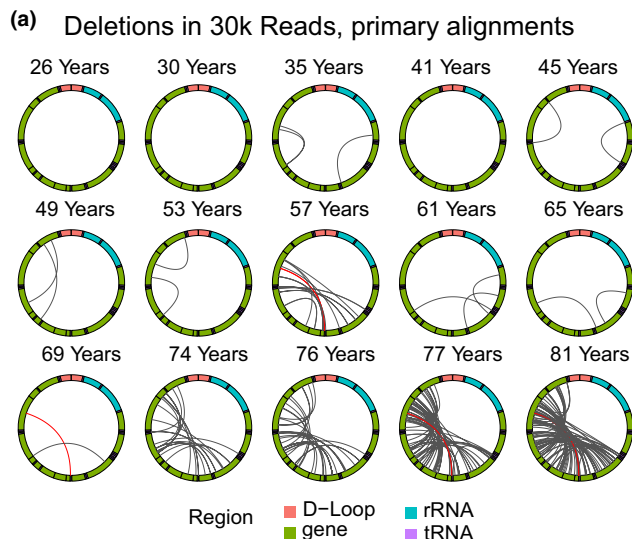 (a) Deletions in 30k Reads, primary alignments
26 Years 30 Years 35 Years 41 Years 45 Years
49 Years 53 Years 57 Years 61 Years 65 Years
69 Years 74 Years 76 Years 77 Years 81 Years
Region D-Loop rRNA
gene tRNA